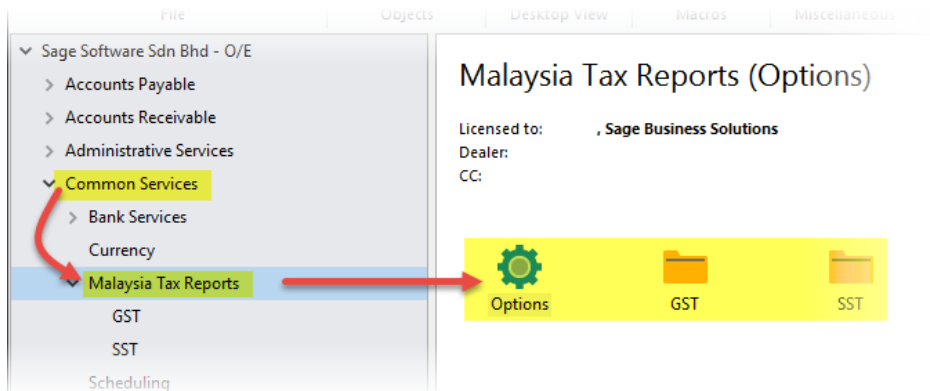 File Objects Desktop View Macros Miscellaneous
Sage Software Sdn Bhd - O/E
Accounts Payable
Accounts Receivable
Administrative Services
Common Services
Bank Services
Currency
Malaysia Tax Reports
GST
SST
Scheduling
Malaysia Tax Reports (Options)
Licensed to: , Sage Business Solutions
Dealer:
CC:
Options GST SST